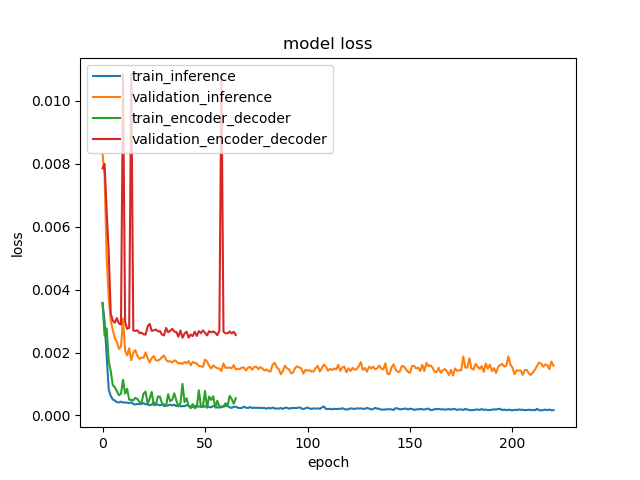 model loss
train_inference
validation_inference
train_encoder_decoder
validation_encoder_decoder
0.010
0.008
0.006
0.004
0.002
0.000
loss
0 50 100 150 200
epoch